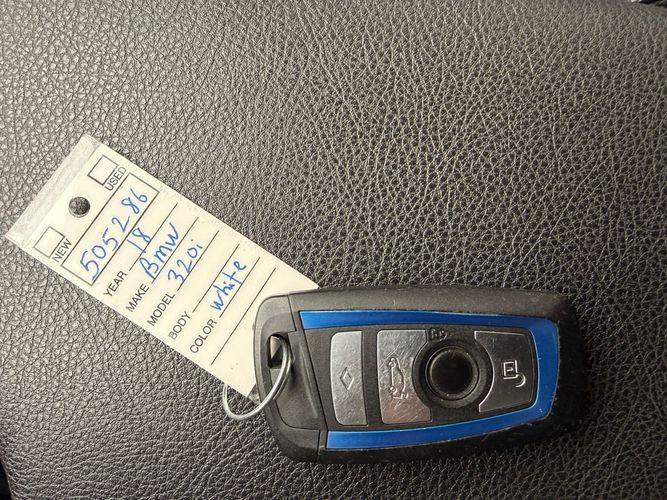 NEW USED
505286
YEAR 18
MAKE Bmw
MODEL 320i
BODY
COLOR white